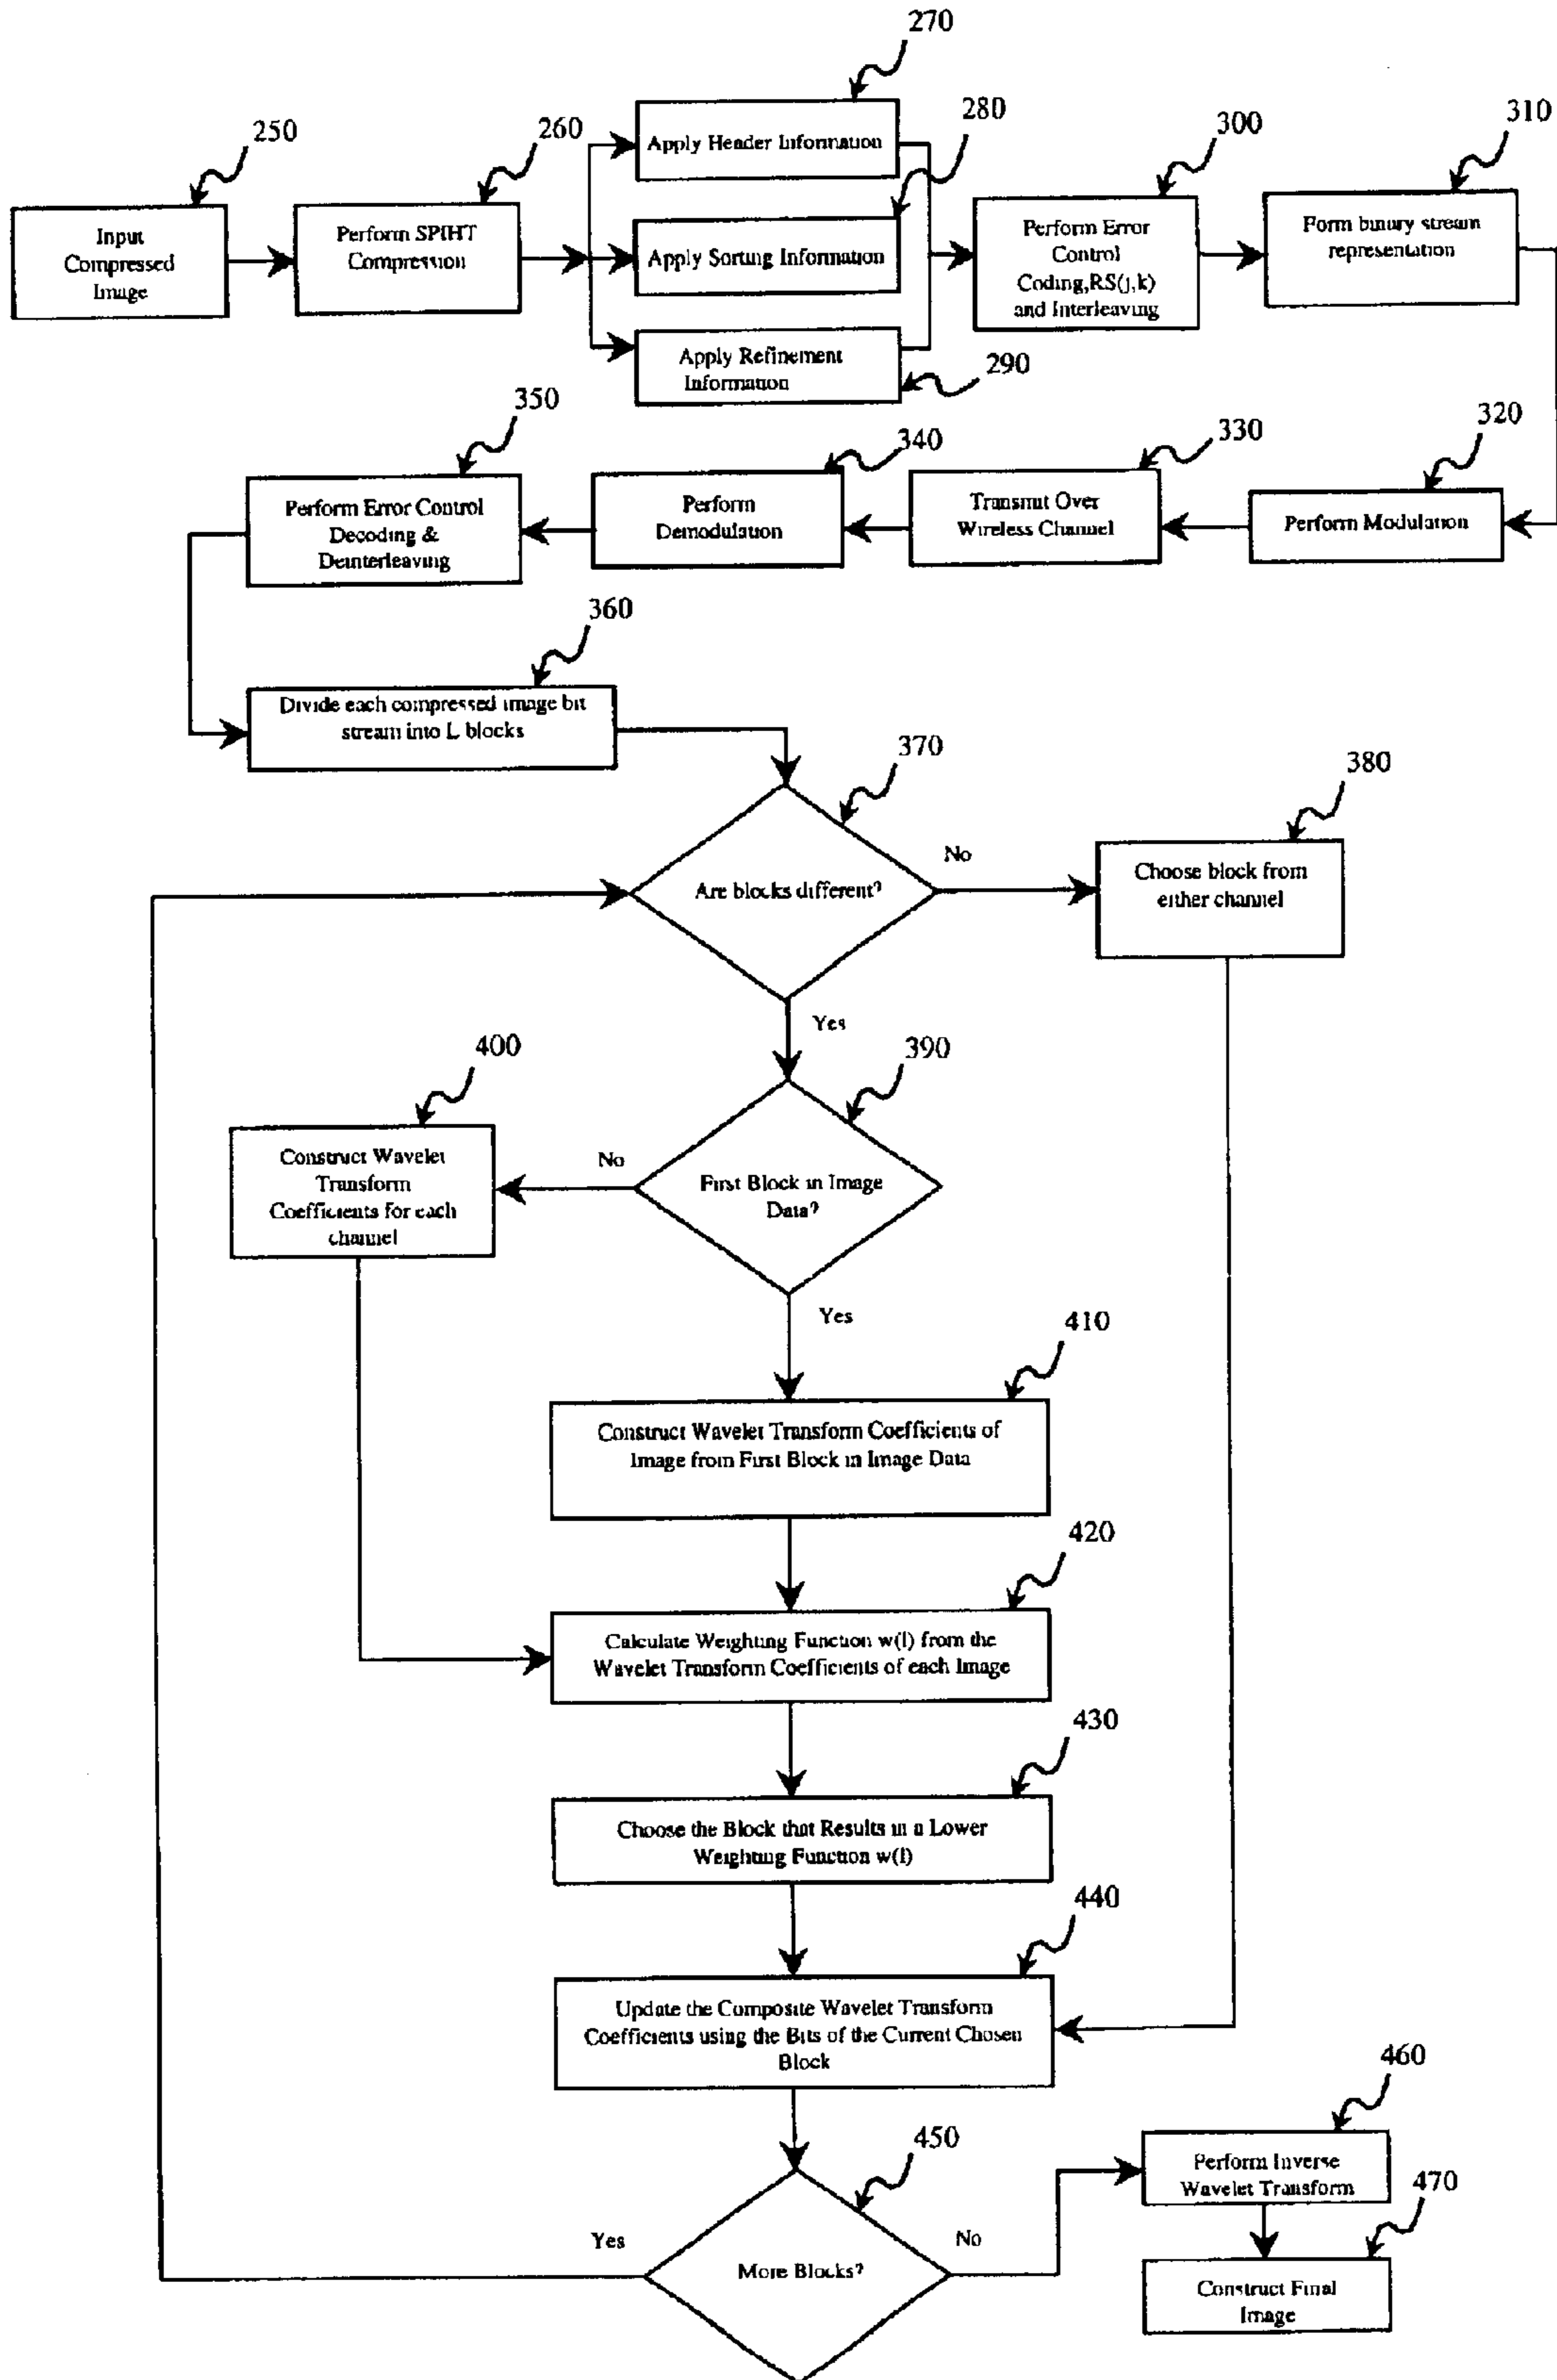 270
250
260
280
300
310
Apply Header Information
Input
Compressed
Image
Perform SPIHT
Compression
Apply Sorting Information
Perform Error
Control
Coding,RS(j,k)
and Interleaving
Form binary stream
representation
Apply Refinement
Information
290
350
340
330
320
Perform Error Control
Decoding &
Deinterleaving
Perform
Demodulation
Transmit Over
Wireless Channel
Perform Modulation
360
Divide each compressed image bit
stream into L blocks
370
380
Are blocks different?
No
Choose block from
either channel
Yes
400
390
Construct Wavelet
Transform
Coefficients for each
channel
No
First Block in Image
Data?
Yes
410
Construct Wavelet Transform Coefficients of
Image from First Block in Image Data
420
Calculate Weighting Function w(l) from the
Wavelet Transform Coefficients of each Image
430
Choose the Block that Results in a Lower
Weighting Function w(l)
440
Update the Composite Wavelet Transform
Coefficients using the Bits of the Current Chosen
Block
450
460
Perform Inverse
Wavelet Transform
470
Yes
More Blocks?
No
Construct Final
Image